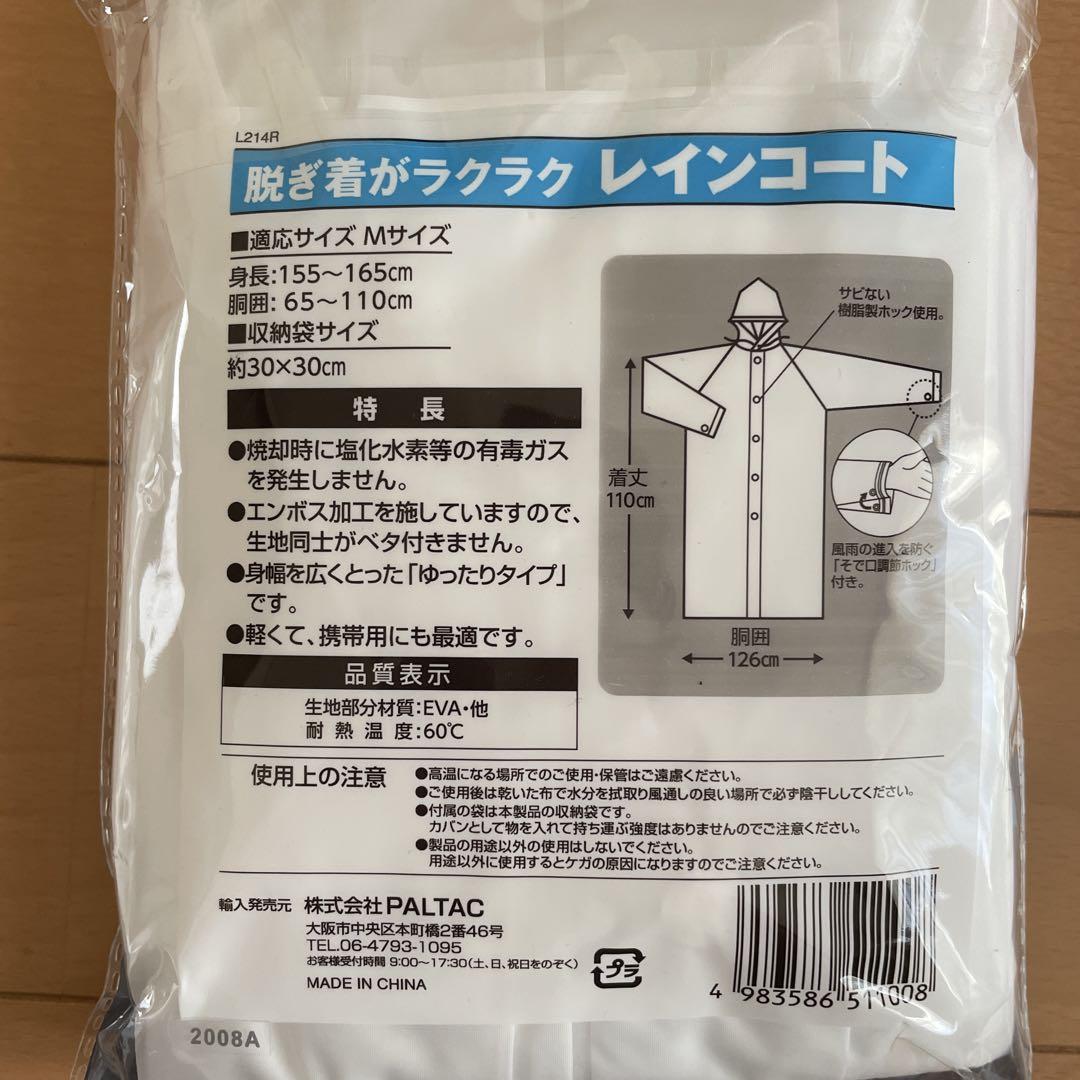 L214R
脱ぎ着がラクラク レインコート
■適応サイズ Mサイズ
身長:155〜165cm
胴囲: 65〜110cm
■収納袋サイズ
約30×30cm
特 長
●焼却時に塩化水素等の有毒ガス
を発生しません。
●エンボス加工を施していますので、
生地同士がベタ付きません。
●身幅を広くとった「ゆったりタイプ」
です。
●軽くて、携帯用にも最適です。
サビない
樹脂製ホック使用。
着丈
110cm
風雨の進入を防ぐ
「そで口調節ホック」
付き。
胴囲
126cm
品質表示
生地部分材質:EVA・他
耐熱温度:60℃
使用上の注意
●高温になる場所でのご使用・保管はご遠慮ください。
●ご使用後は乾いた布で水分を拭取り風通しの良い場所で必ず陰干ししてください。
●付属の袋は本製品の収納袋です。
カバンとして物を入れて持ち運ぶ強度はありませんのでご注意ください。
●製品の用途以外の使用はしないでください。
用途以外に使用するとケガの原因になりますのでご注意ください。
輸入発売元 株式会社PALTAC
大阪市中央区本町橋2番46号
TEL.06-4793-1095
お客様受付時間 9:00〜17:30(土、日、祝日をのぞく)
MADE IN CHINA
プラ
4 983586 511008
2008A